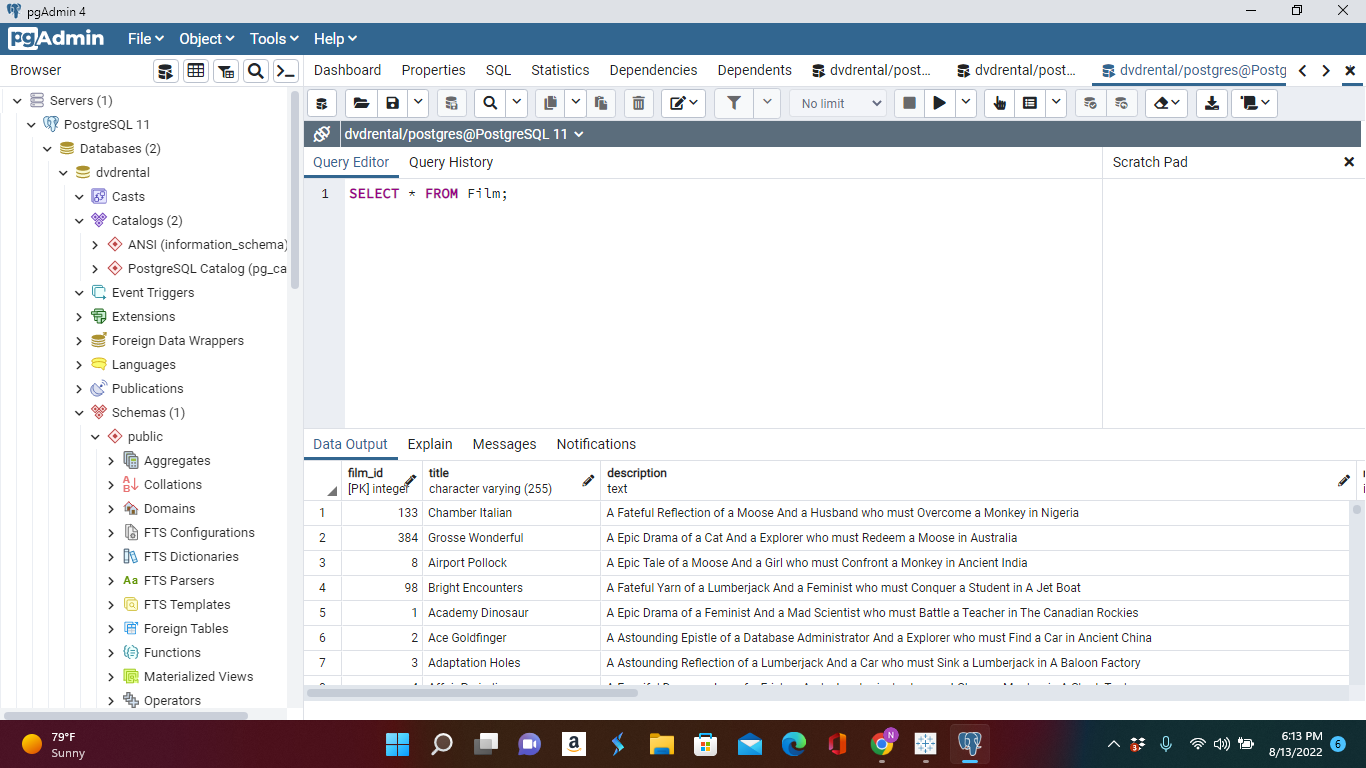 pgAdmin 4
pgAdmin File Object Tools Help
Browser
Dashboard Properties SQL Statistics Dependencies Dependents dvdrental/post... dvdrental/post... dvdrental/postgres@Postg
No limit
dvdrental/postgres@PostgreSQL 11
Query Editor Query History
Scratch Pad
1 SELECT * FROM Film;
Servers (1)
PostgreSQL 11
Databases (2)
dvdrental
Casts
Catalogs (2)
ANSI (information_schema)
PostgreSQL Catalog (pg_ca
Event Triggers
Extensions
Foreign Data Wrappers
Languages
Publications
Schemas (1)
public
Aggregates
Collations
Domains
FTS Configurations
FTS Dictionaries
Aa FTS Parsers
FTS Templates
Foreign Tables
Functions
Materialized Views
Operators
Data Output Explain Messages Notifications
film_id title description
[PK] integer character varying (255) text
1 133 Chamber Italian A Fateful Reflection of a Moose And a Husband who must Overcome a Monkey in Nigeria
2 384 Grosse Wonderful A Epic Drama of a Cat And a Explorer who must Redeem a Moose in Australia
3 8 Airport Pollock A Epic Tale of a Moose And a Girl who must Confront a Monkey in Ancient India
4 98 Bright Encounters A Fateful Yarn of a Lumberjack And a Feminist who must Conquer a Student in A Jet Boat
5 1 Academy Dinosaur A Epic Drama of a Feminist And a Mad Scientist who must Battle a Teacher in The Canadian Rockies
6 2 Ace Goldfinger A Astounding Epistle of a Database Administrator And a Explorer who must Find a Car in Ancient China
7 3 Adaptation Holes A Astounding Reflection of a Lumberjack And a Car who must Sink a Lumberjack in A Baloon Factory
79°F
Sunny
a
N
6:13 PM
8/13/2022
6